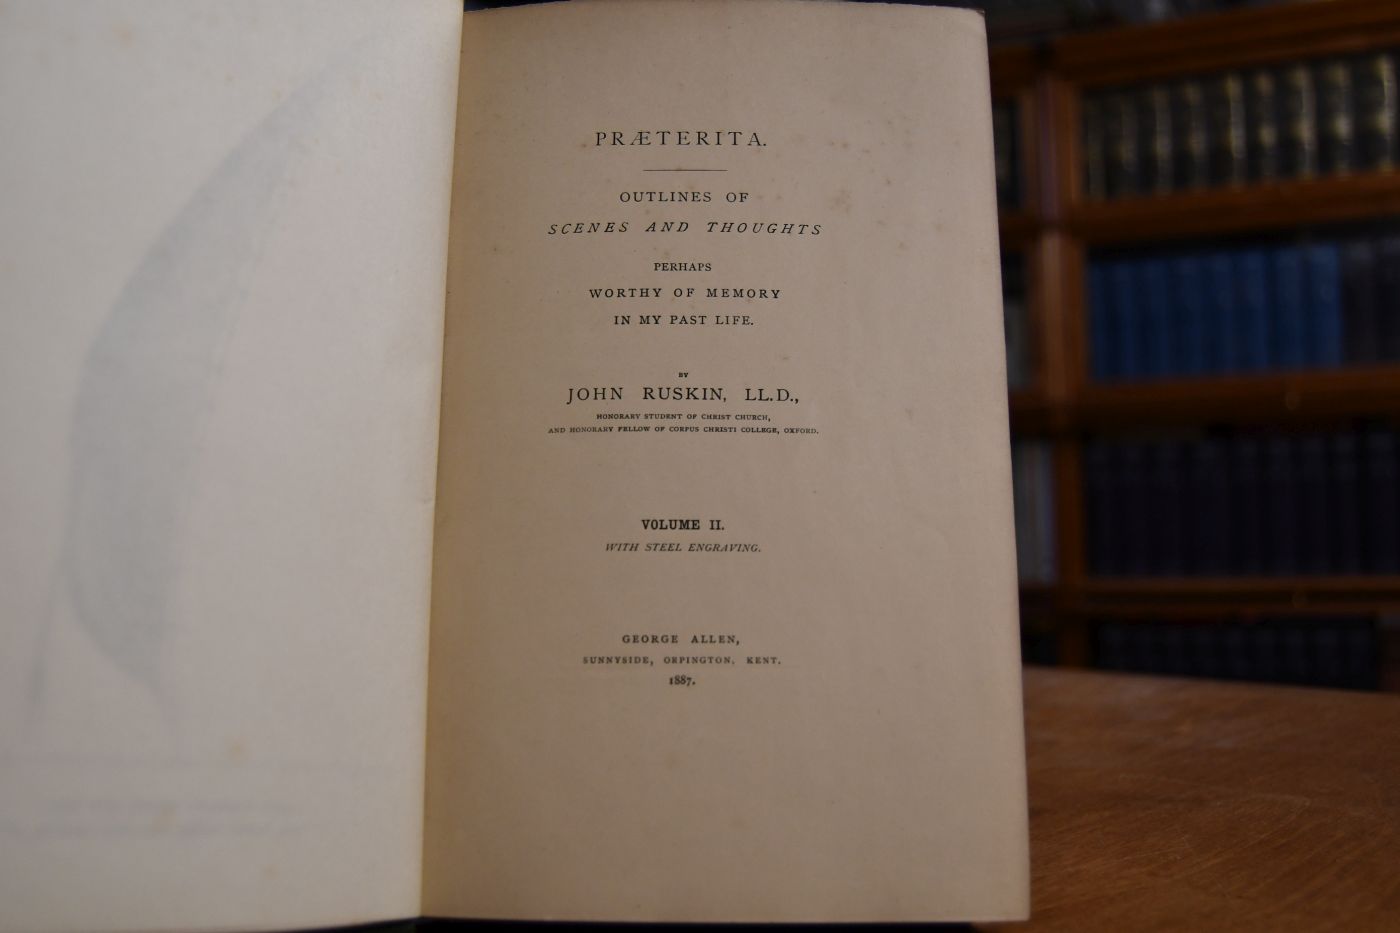 PRÆTERITA.
OUTLINES OF
SCENES AND THOUGHTS
PERHAPS
WORTHY OF MEMORY
IN MY PAST LIFE.
BY
JOHN RUSKIN, LL.D.,
HONORARY STUDENT OF CHRIST CHURCH,
AND HONORARY FELLOW OF CORPUS CHRISTI COLLEGE, OXFORD.
VOLUME II.
WITH STEEL ENGRAVING.
GEORGE ALLEN,
SUNNYSIDE, ORPINGTON, KENT.
1887.